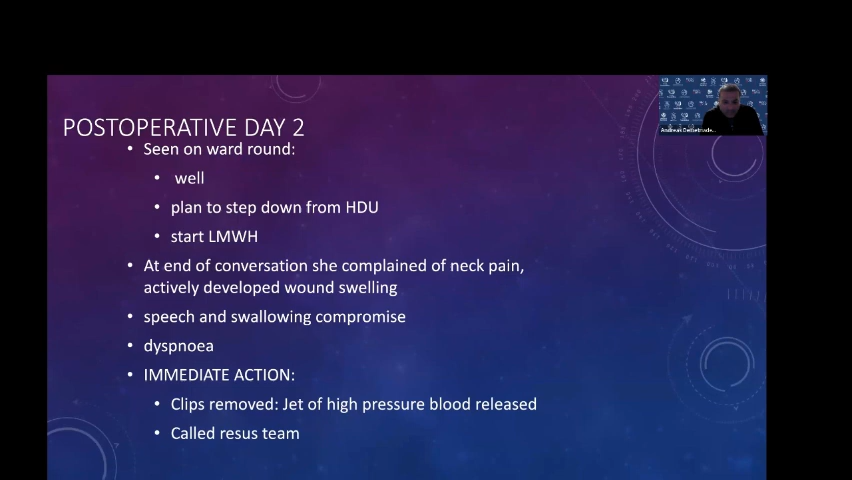 POSTOPERATIVE DAY 2
• Seen on ward round:
• well
• plan to step down from HDU
• start LMWH
• At end of conversation she complained of neck pain,
actively developed wound swelling
• speech and swallowing compromise
• dyspnoea
• IMMEDIATE ACTION:
• Clips removed: Jet of high pressure blood released
• Called resus team
Andreas